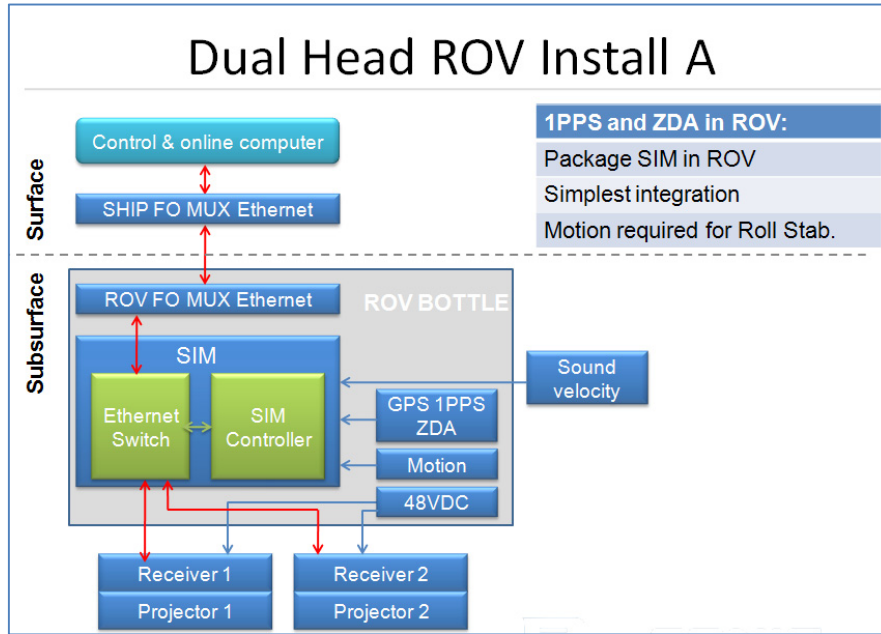 Dual Head ROV Install A
Surface
Control & online computer
SHIP FO MUX Ethernet
1PPS and ZDA in ROV:
Package SIM in ROV
Simplest integration
Motion required for Roll Stab.
Subsurface
ROV FO MUX Ethernet
ROV BOTTLE
SIM
Ethernet
Switch
SIM
Controller
Sound
velocity
GPS 1PPS
ZDA
Motion
48VDC
Receiver 1
Projector 1
Receiver 2
Projector 2